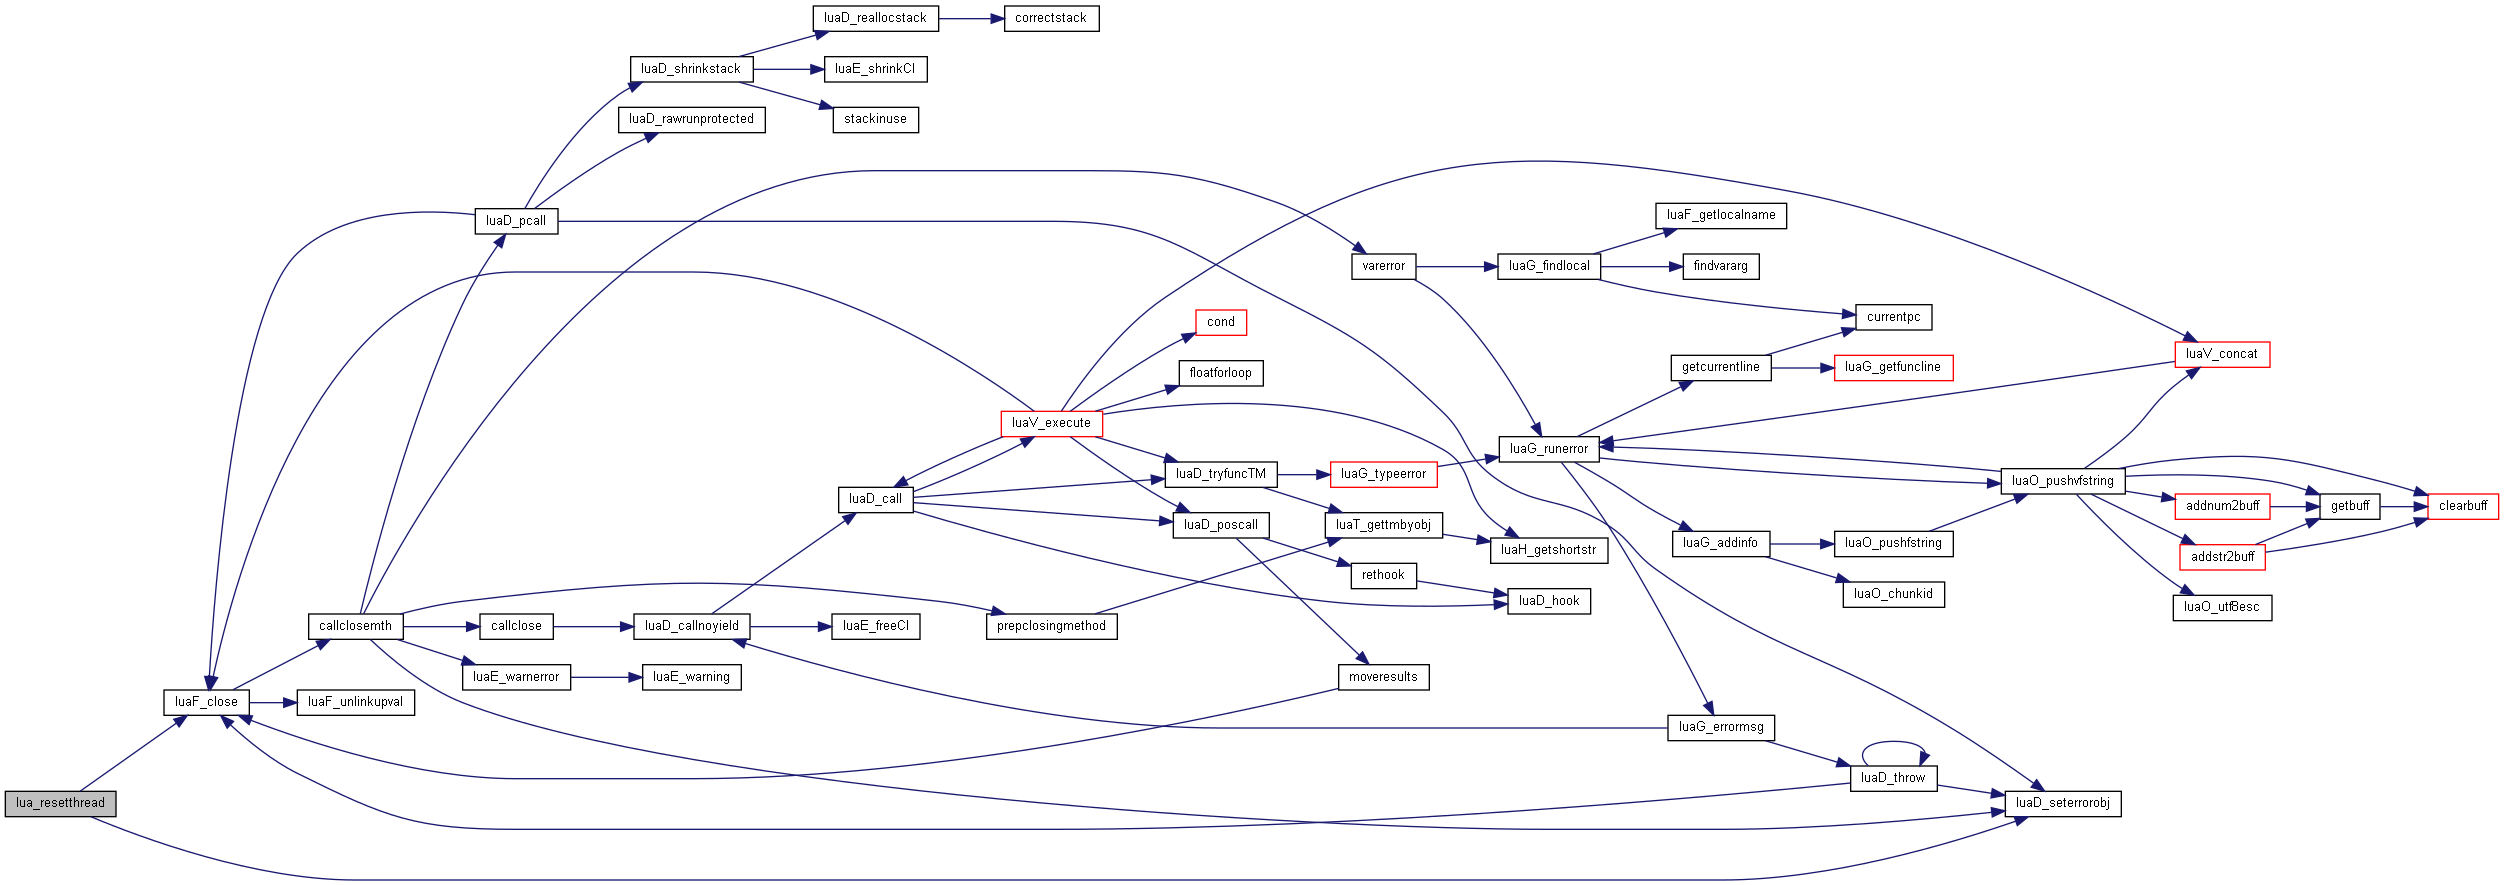 luaD_reallocstack
correctstack
luaD_shrinkstack
luaE_shrinkCI
luaD_rawrunprotected
stackinuse
luaD_pcall
luaF_getlocalname
varerror
luaG_findlocal
findvararg
cond
currentpc
luaV_concat
floatforloop
getcurrentline
luaG_getfuncline
luaV_execute
luaG_runerror
luaD_tryfuncTM
luaG_typeerror
luaO_pushvfstring
luaD_call
addnum2buff
getbuff
clearbuff
luaD_poscall
luaT_gettmbyobj
luaH_getshortstr
luaG_addinfo
luaO_pushfstring
addstr2buff
rethook
luaD_hook
luaO_chunkid
luaO_utf8esc
callclosemth
callclose
luaD_callnoyield
luaE_freeCI
prepclosingmethod
luaE_warnerror
luaE_warning
moveresults
luaF_close
luaF_unlinkupval
luaG_errormsg
luaD_throw
lua_resetthread
luaD_seterrorobj